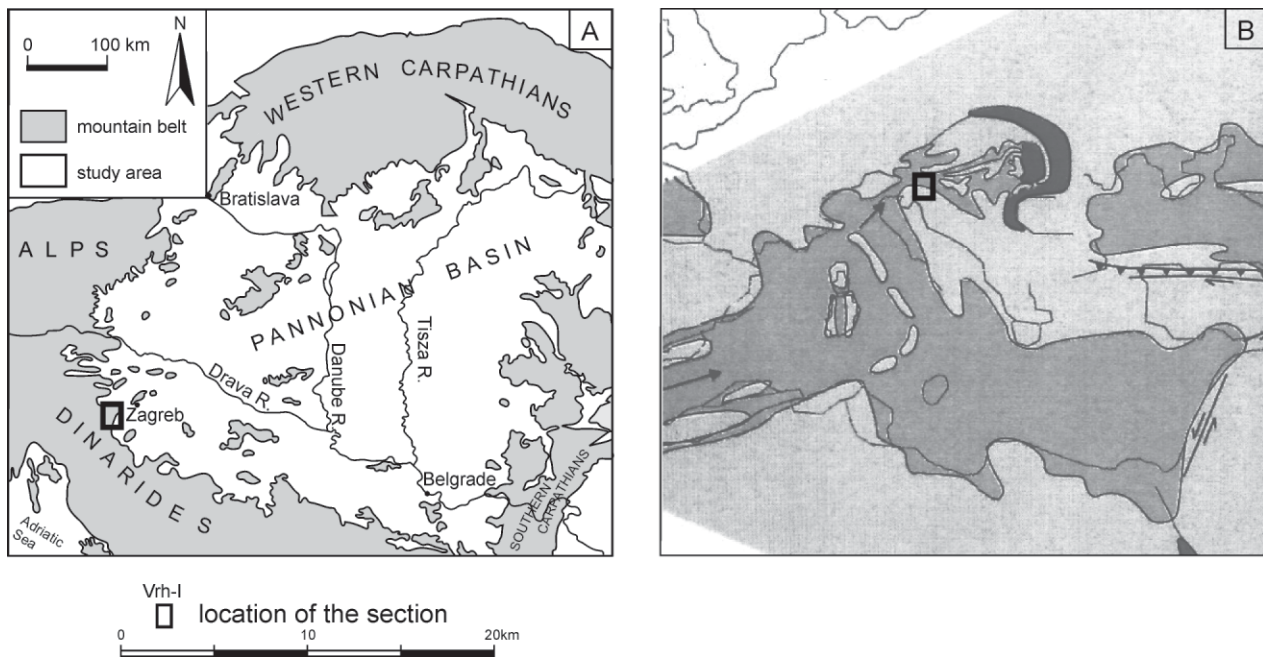 A
N
0 100 km
mountain belt
study area
WESTERN CARPATHIANS
Bratislava
ALPS
PANNONIAN BASIN
Tisza R.
Danube R.
Drava R.
Zagreb
DINARIDES
Belgrade
SOUTHERN
CARPATHIANS
Adriatic
Sea
B
Vrh-I
location of the section
0 10 20km